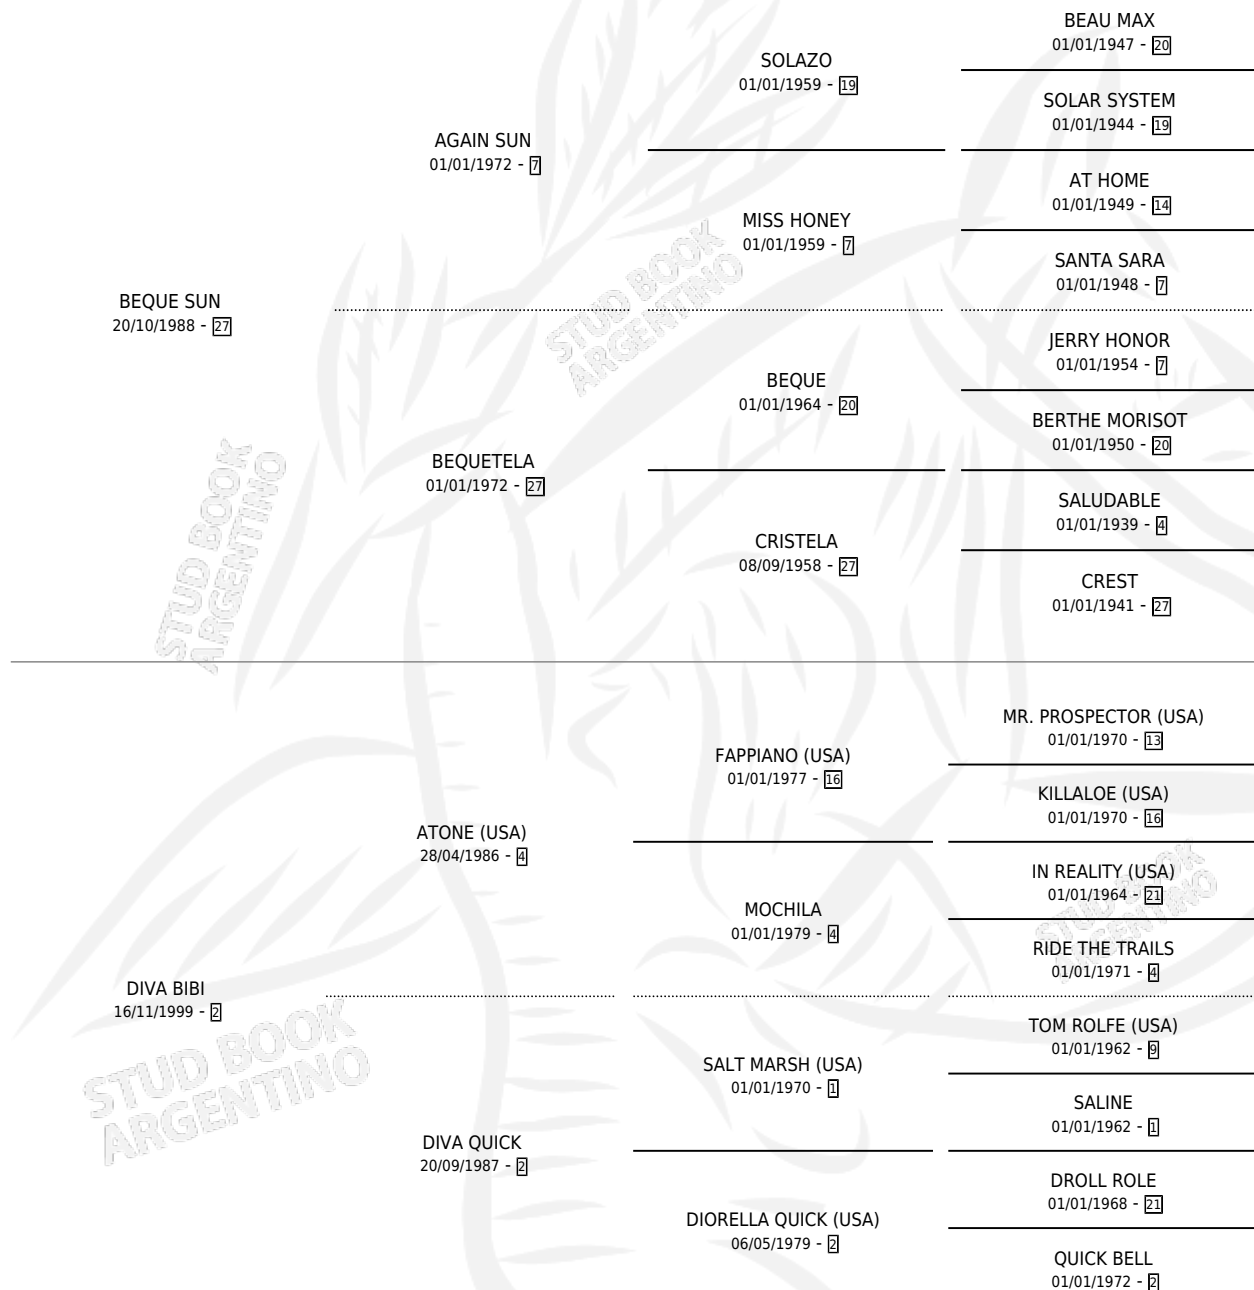 BEAU MAX
01/01/1947 - 20
SOLAZO
01/01/1959 - 19
SOLAR SYSTEM
01/01/1944 - 19
AGAIN SUN
01/01/1972 - 7
AT HOME
01/01/1949 - 14
MISS HONEY
01/01/1959 - 7
SANTA SARA
01/01/1948 - 7
BEQUE SUN
20/10/1988 - 27
JERRY HONOR
01/01/1954 - 7
BEQUE
01/01/1964 - 20
BERTHE MORISOT
01/01/1950 - 20
BEQUETELA
01/01/1972 - 27
SALUDABLE
01/01/1939 - 4
CRISTELA
08/09/1958 - 27
CREST
01/01/1941 - 27
MR. PROSPECTOR (USA)
01/01/1970 - 13
FAPPIANO (USA)
01/01/1977 - 16
KILLALOE (USA)
01/01/1970 - 16
ATONE (USA)
28/04/1986 - 4
IN REALITY (USA)
01/01/1964 - 21
MOCHILA
01/01/1979 - 4
RIDE THE TRAILS
01/01/1971 - 4
DIVA BIBI
16/11/1999 - 2
TOM ROLFE (USA)
01/01/1962 - 9
SALT MARSH (USA)
01/01/1970 - 1
SALINE
01/01/1962 - 1
DIVA QUICK
20/09/1987 - 2
DROLL ROLE
01/01/1968 - 21
DIORELLA QUICK (USA)
06/05/1979 - 2
QUICK BELL
01/01/1972 - 2
STUD BOOK
ARGENTINO
STUD BOOK
ARGENTINO
STUD BOOK
ARGENTINO
STUD BOOK
ARGENTINO